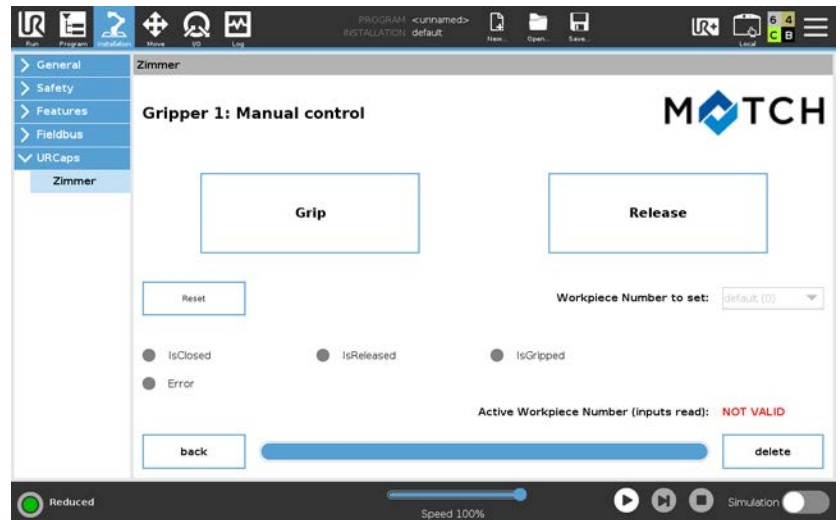 UR
Run
Program
Installation
Move
I/O
Log
PROGRAM <unnamed>
INSTALLATION default
New...
Open...
Save...
UR+
Local
6 4
C B
General
Safety
Features
Fieldbus
URCaps
Zimmer
Zimmer
Gripper 1: Manual control
MATCH
Grip
Release
Reset
Workpiece Number to set:
default (0)
IsClosed
IsReleased
IsGripped
Error
Active Workpiece Number (inputs read): NOT VALID
back
delete
Reduced
Speed 100%
Simulation